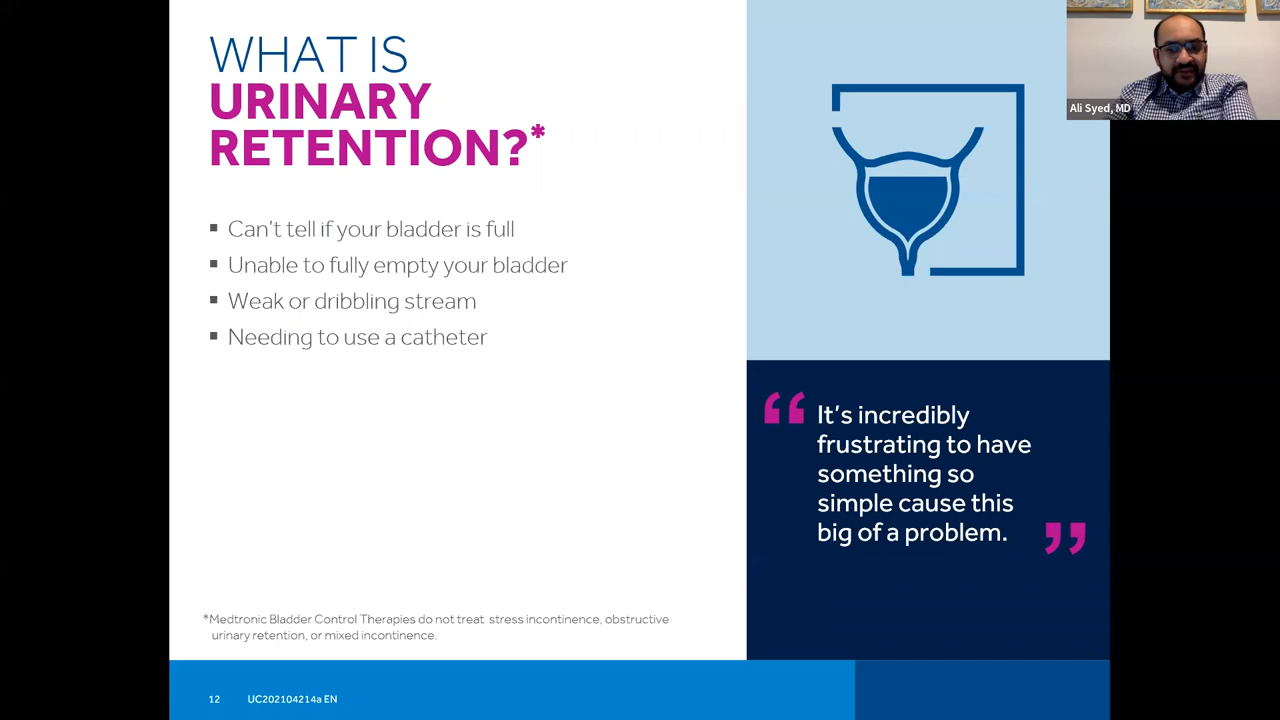 WHAT IS
URINARY
RETENTION?*
▪ Can't tell if your bladder is full
▪ Unable to fully empty your bladder
▪ Weak or dribbling stream
▪ Needing to use a catheter
*Medtronic Bladder Control Therapies do not treat stress incontinence, obstructive
urinary retention, or mixed incontinence.
12 UC202104214a EN
Ali Syed, MD
“ It's incredibly
frustrating to have
something so
simple cause this
big of a problem. ”